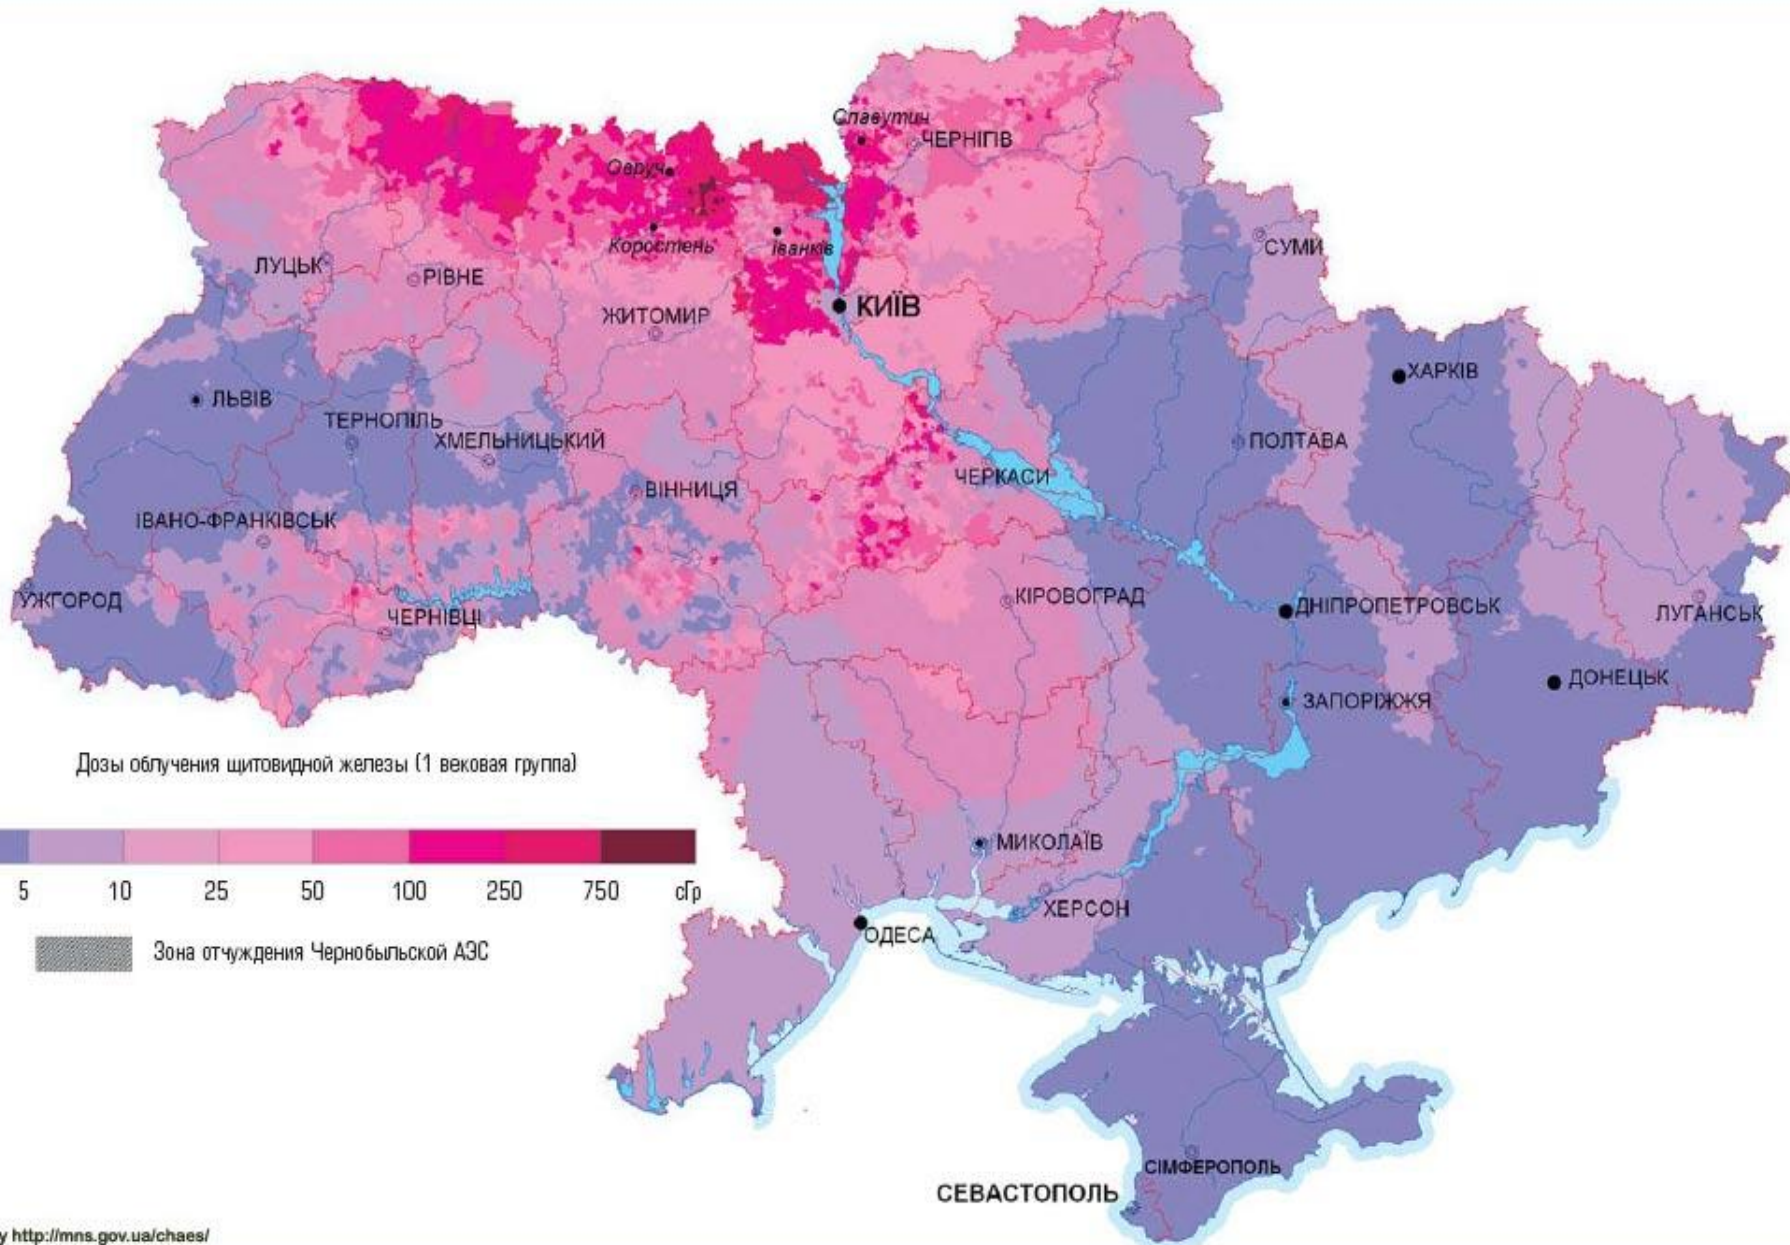 Славутич
ЧЕРНІГІВ
Овруч
Коростень
іванків
СУМИ
ЛУЦЬК
РІВНЕ
КИЇВ
ЖИТОМИР
ХАРКІВ
ЛЬВІВ
ТЕРНОПІЛЬ
ХМЕЛЬНИЦЬКИЙ
ПОЛТАВА
ЧЕРКАСИ
ВІННИЦЯ
ІВАНО-ФРАНКІВСЬК
УЖГОРОД
ЧЕРНІВЦІ
КІРОВОГРАД
ДНІПРОПЕТРОВСЬК
ЛУГАНСЬК
ДОНЕЦЬК
ЗАПОРІЖЖЯ
Дозы облучения щитовидной железы (1 вековая группа)
5 10 25 50 100 250 750 сГр
Зона отчуждения Чернобыльской АЭС
МИКОЛАЇВ
ХЕРСОН
ОДЕСА
СІМФЕРОПОЛЬ
СЕВАСТОПОЛЬ
y http://mns.gov.ua/chaes/